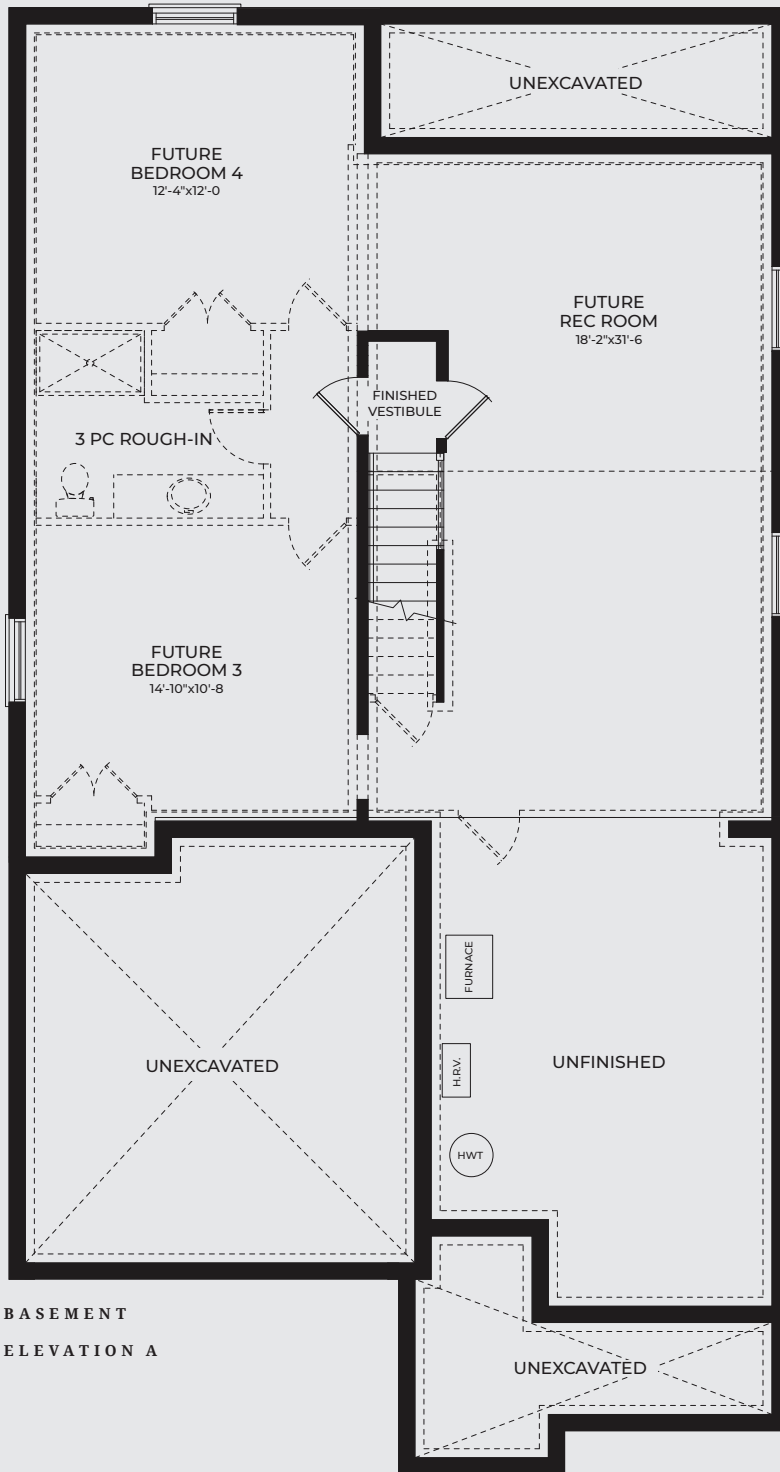 UNEXCAVATED
FUTURE
BEDROOM 4
12'-4"x12'-0
FUTURE
REC ROOM
18'-2"x31'-6
FINISHED
VESTIBULE
3 PC ROUGH-IN
FUTURE
BEDROOM 3
14'-10"x10'-8
FURNACE
H.R.V.
UNFINISHED
UNEXCAVATED
HWT
BASEMENT
ELEVATION A
UNEXCAVATED